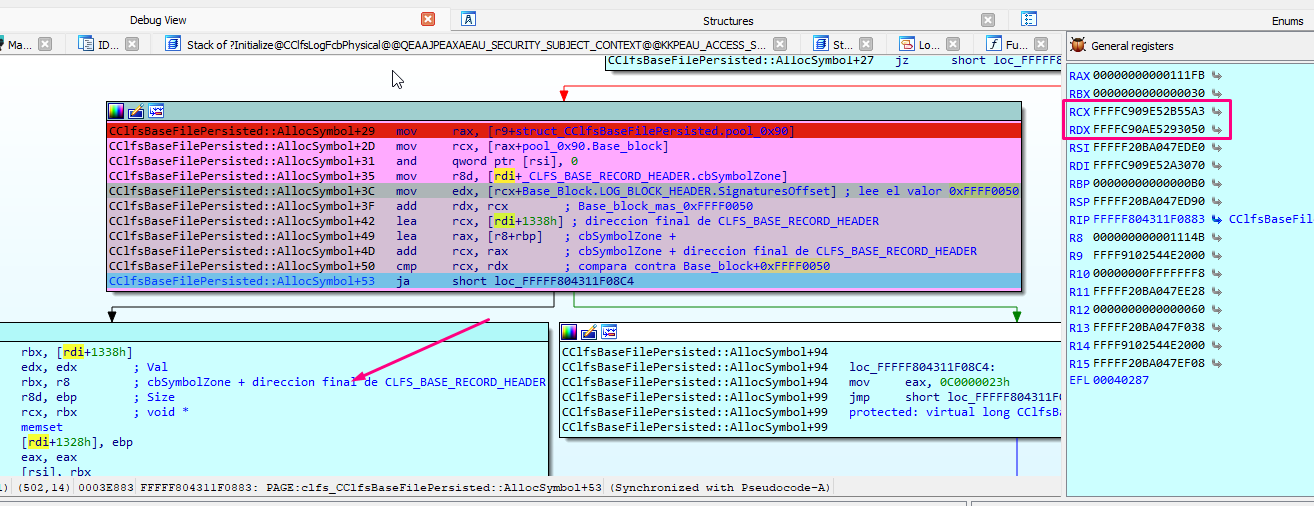 Debug View
Structures
Enums
Ma...
ID...
Stack of ?Initialize@CClfsLogFcbPhysical@@QEAAJPEAXAEAU_SECURITY_SUBJECT_CONTEXT@@KKPEAU_ACCESS_S...
St...
Lo...
Fu...
General registers
CClfsBaseFilePersisted::AllocSymbol+27 jz short loc_FFFFF8
CClfsBaseFilePersisted::AllocSymbol+29 mov rax, [r9+struct_CClfsBaseFilePersisted.pool_0x90]
CClfsBaseFilePersisted::AllocSymbol+2D mov rcx, [rax+pool_0x90.Base_block]
CClfsBaseFilePersisted::AllocSymbol+31 and qword ptr [rsi], 0
CClfsBaseFilePersisted::AllocSymbol+35 mov r8d, [rdi+_CLFS_BASE_RECORD_HEADER.cbSymbolZone]
CClfsBaseFilePersisted::AllocSymbol+3C mov edx, [rcx+Base_Block.LOG_BLOCK_HEADER.SignaturesOffset] ; lee el valor 0xFFFF0050
CClfsBaseFilePersisted::AllocSymbol+3F add rdx, rcx ; Base_block_mas_0xFFFF0050
CClfsBaseFilePersisted::AllocSymbol+42 lea rcx, [rdi+1338h] ; direccion final de CLFS_BASE_RECORD_HEADER
CClfsBaseFilePersisted::AllocSymbol+49 lea rax, [r8+rbp] ; cbSymbolZone +
CClfsBaseFilePersisted::AllocSymbol+4D add rcx, rax ; cbSymbolZone + direccion final de CLFS_BASE_RECORD_HEADER
CClfsBaseFilePersisted::AllocSymbol+50 cmp rcx, rdx ; compara contra Base_block+0xFFFF0050
CClfsBaseFilePersisted::AllocSymbol+53 ja short loc_FFFFF804311F08C4
rbx, [rdi+1338h]
edx, edx ; Val
rbx, r8 ; cbSymbolZone + direccion final de CLFS_BASE_RECORD_HEADER
r8d, ebp ; Size
rcx, rbx ; void *
memset
[rdi+1328h], ebp
eax, eax
[rsi], rbx
CClfsBaseFilePersisted::AllocSymbol+94
CClfsBaseFilePersisted::AllocSymbol+94 loc_FFFFF804311F08C4:
CClfsBaseFilePersisted::AllocSymbol+94 mov eax, 0C0000023h
CClfsBaseFilePersisted::AllocSymbol+99 jmp short loc_FFFFF804311F0
CClfsBaseFilePersisted::AllocSymbol+99 protected: virtual long CClfsB
CClfsBaseFilePersisted::AllocSymbol+99
RAX 00000000000111FB
RBX 0000000000000030
RCX FFFFC909E52B55A3
RDX FFFFC90AE5293050
RSI FFFFF20BA047EDE0
RDI FFFFC909E52A3070
RBP 00000000000000B0
RSP FFFFF20BA047ED90
RIP FFFFF804311F0883 CClfsBaseFi
R8 000000000001114B
R9 FFFF9102544E2000
R10 00000000FFFFFFF8
R11 FFFFF20BA047EE28
R12 0000000000000060
R13 FFFFF20BA047F038
R14 FFFF9102544E2000
R15 FFFFF20BA047EF08
EFL 00040287
(502,14) 0003E883 FFFFF804311F0883: PAGE:clfs_CClfsBaseFilePersisted::AllocSymbol+53 (Synchronized with Pseudocode-A)